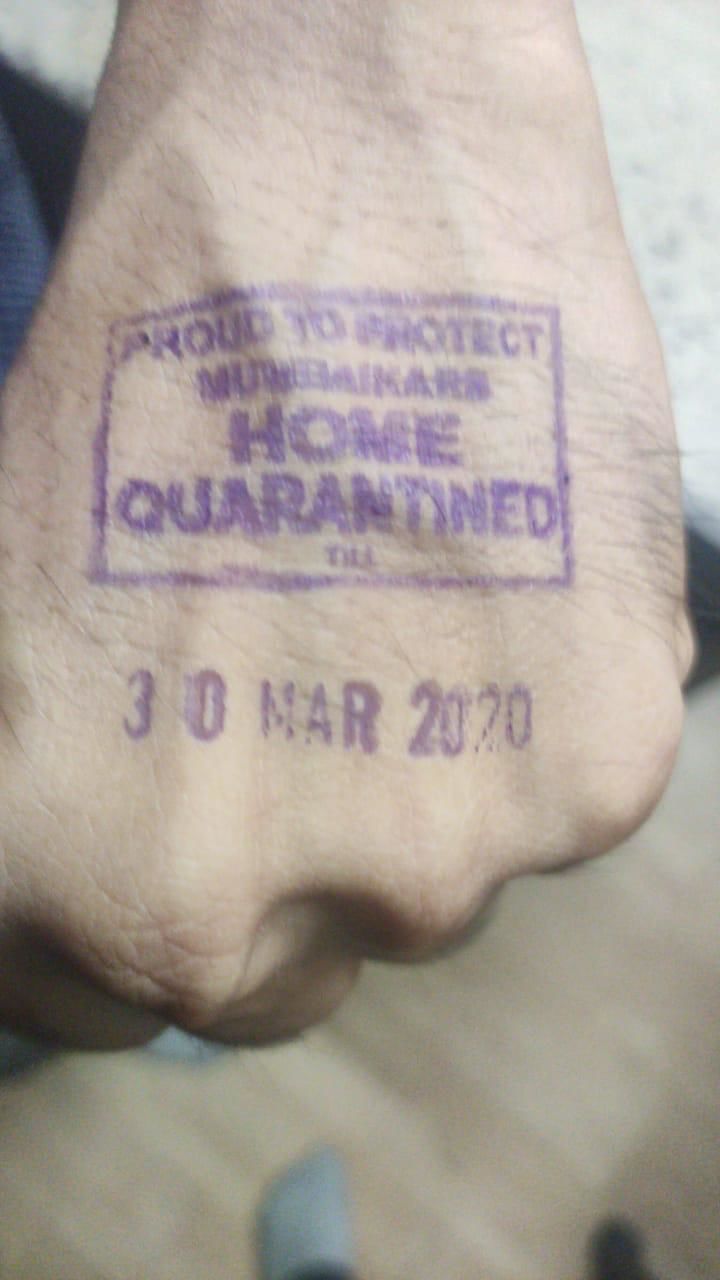 PROUD TO PROTECT
MUMBAIKARS
HOME
QUARANTINED
TILL
30 MAR 2020